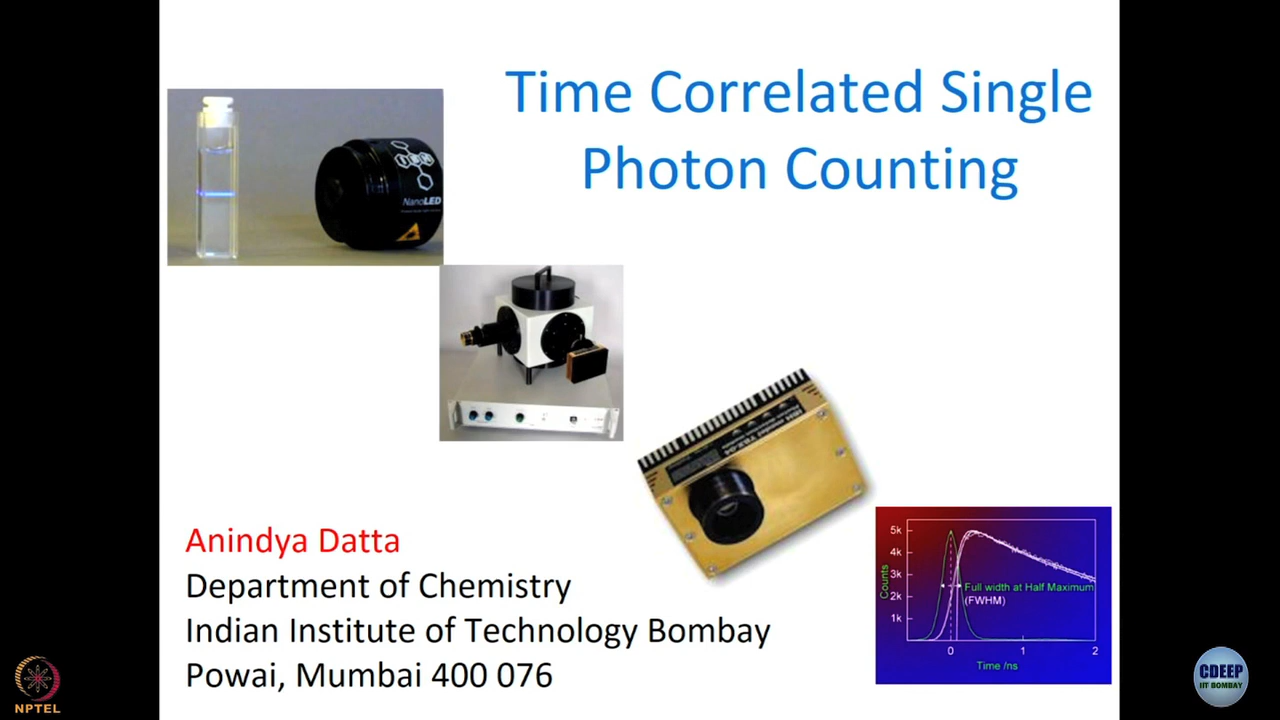 Time Correlated Single
Photon Counting
NanoLED
Anindya Datta
Department of Chemistry
Indian Institute of Technology Bombay
Powai, Mumbai 400 076
5k
4k
3k
2k
1k
Counts
Full width at Half Maximum
(FWHM)
0
1
2
Time /ns
NPTEL
CDEEP
IIT BOMBAY